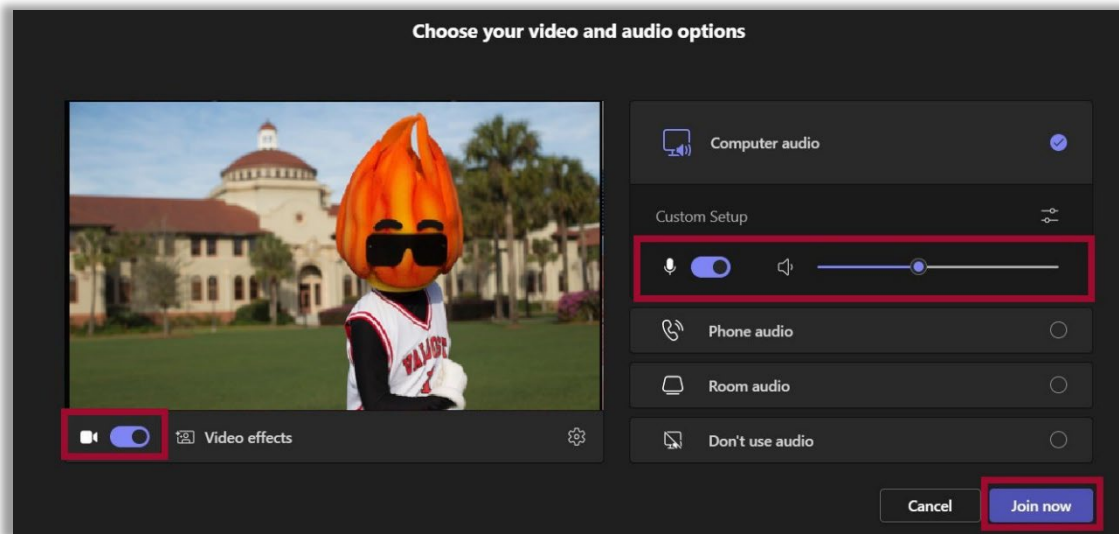 Choose your video and audio options
Computer audio
Custom Setup
Phone audio
Room audio
Don't use audio
Video effects
Cancel
Join now